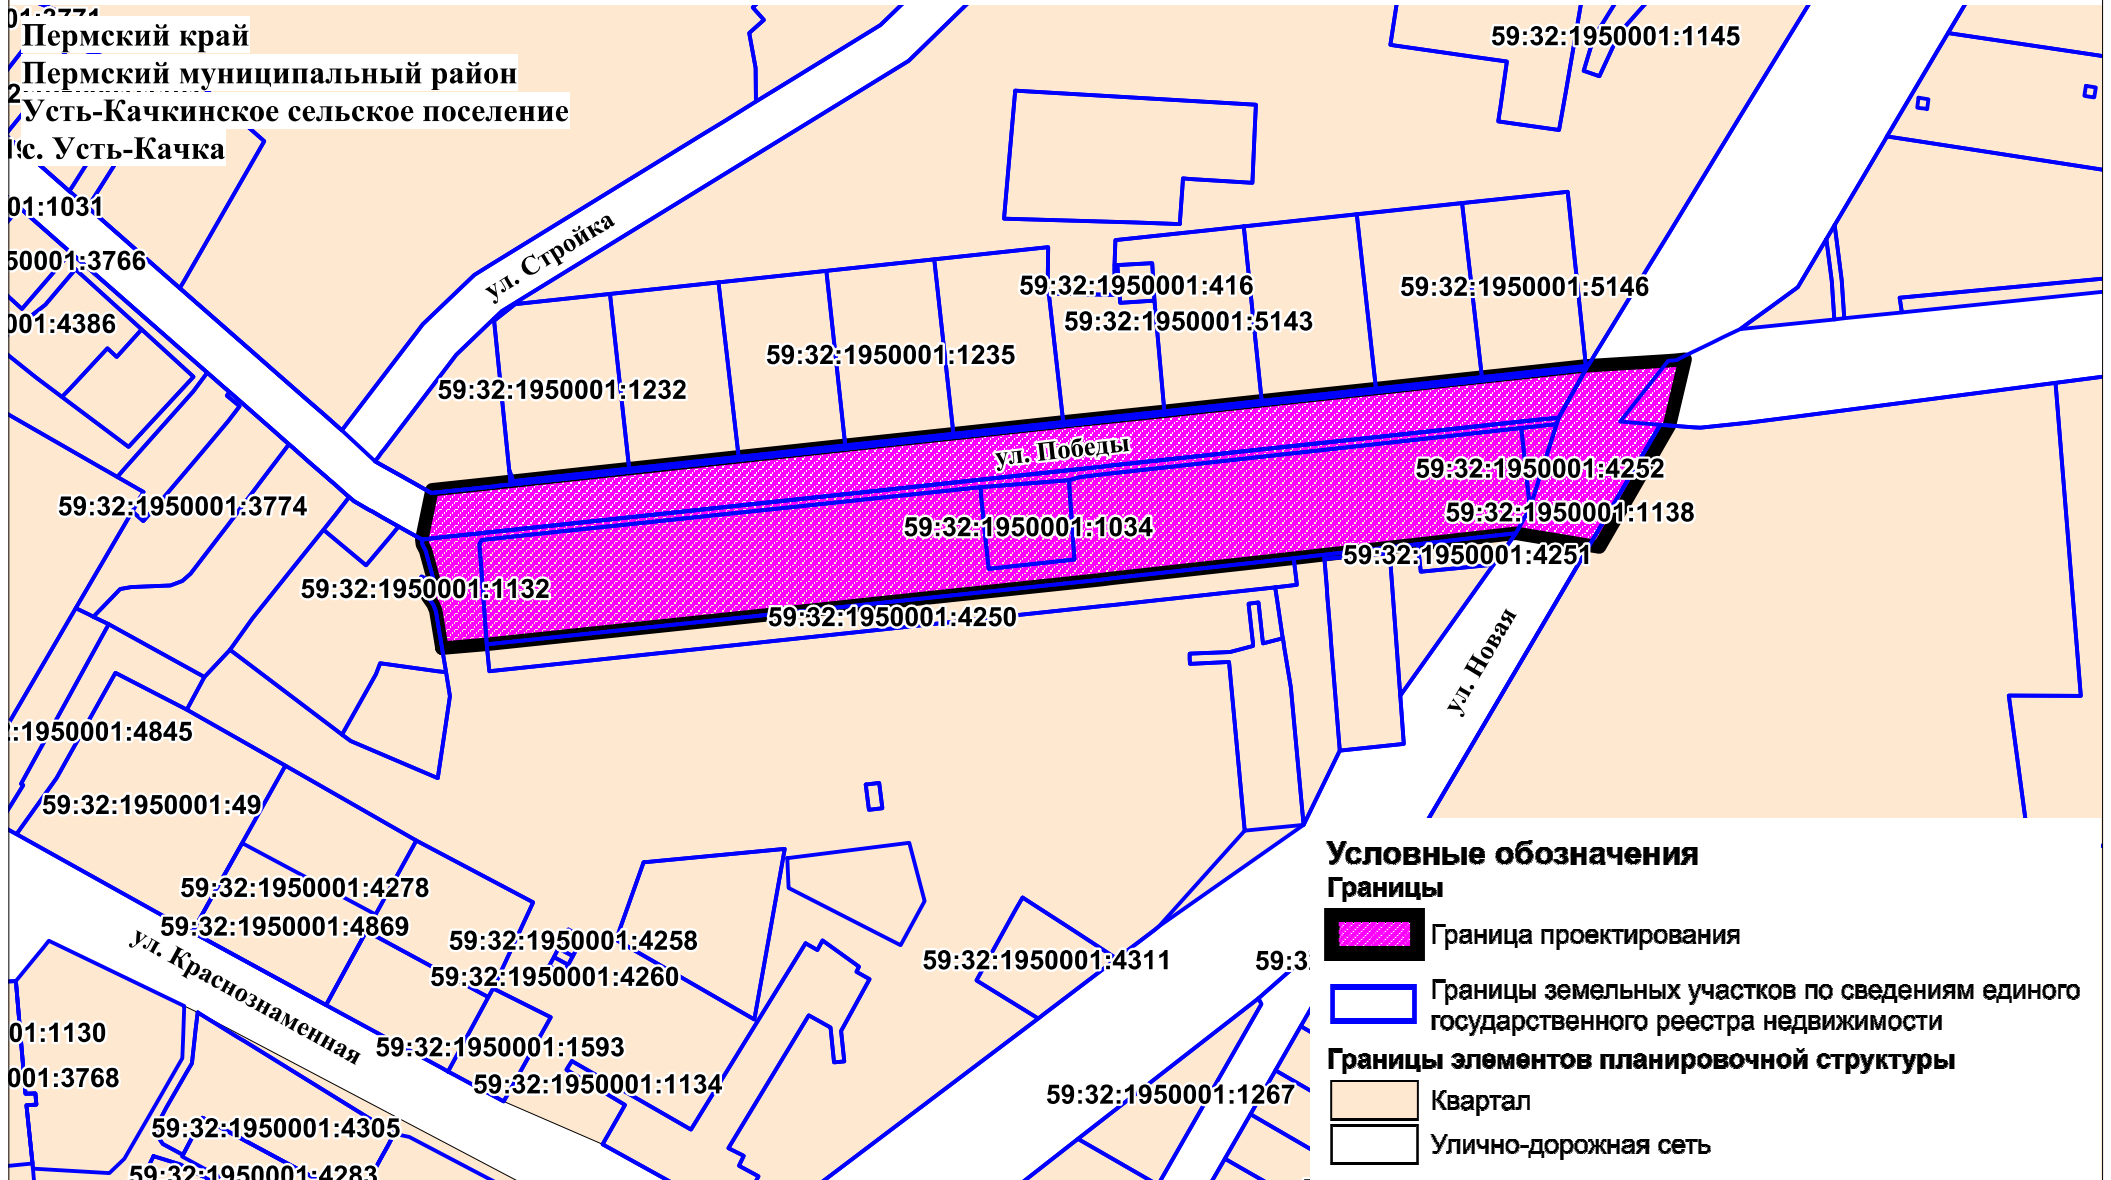 01:3771
Пермский край
Пермский муниципальный район
Усть-Качкинское сельское поселение
с. Усть-Качка
59:32:1950001:1145
01:1031
50001:3766
001:4386
ул. Стройка
59:32:1950001:416
59:32:1950001:5146
59:32:1950001:5143
59:32:1950001:1235
59:32:1950001:1232
ул. Победы
59:32:1950001:4252
59:32:1950001:3774
59:32:1950001:1138
59:32:1950001:1034
59:32:1950001:4251
59:32:1950001:1132
59:32:1950001:4250
ул. Новая
:1950001:4845
59:32:1950001:49
59:32:1950001:4278
59:32:1950001:4869
ул. Краснознаменная
59:32:1950001:4258
59:32:1950001:4260
59:32:1950001:4311
59:3
01:1130
59:32:1950001:1593
001:3768
59:32:1950001:1134
59:32:1950001:1267
59:32:1950001:4305
59:32:1950001:4283
Условные обозначения
Границы
Граница проектирования
Границы земельных участков по сведениям единого
государственного реестра недвижимости
Границы элементов планировочной структуры
Квартал
Улично-дорожная сеть